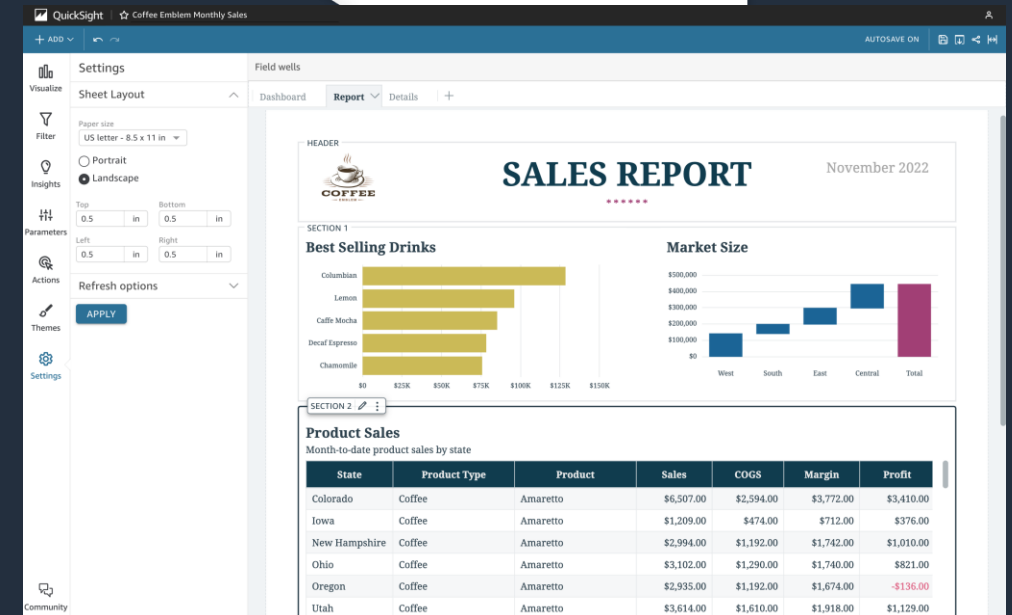 QuickSight
Coffee Emblem Monthly Sales
ADD
AUTOSAVE ON
Visualize
Filter
Insights
Parameters
Actions
Themes
Settings
Community
Settings
Sheet Layout
Paper size
US letter - 8.5 x 11 in
Portrait
Landscape
Top Bottom
0.5 in 0.5 in
Left Right
0.5 in 0.5 in
Refresh options
APPLY
Field wells
Dashboard Report Details +
HEADER
COFFEE
EMBLEM
SALES REPORT
November 2022
SECTION 1
Best Selling Drinks
Columbian
Lemon
Caffe Mocha
Decaf Espresso
Chamomile
$0 $25K $50K $75K $100K $125K $150K
Market Size
$500,000
$400,000
$300,000
$200,000
$100,000
$0
West South East Central Total
SECTION 2
Product Sales
Month-to-date product sales by state
State Product Type Product Sales COGS Margin Profit
Colorado Coffee Amaretto $6,507.00 $2,594.00 $3,772.00 $3,410.00
Iowa Coffee Amaretto $1,209.00 $474.00 $712.00 $376.00
New Hampshire Coffee Amaretto $2,994.00 $1,192.00 $1,742.00 $1,010.00
Ohio Coffee Amaretto $3,102.00 $1,290.00 $1,740.00 $821.00
Oregon Coffee Amaretto $2,935.00 $1,192.00 $1,674.00 -$136.00
Utah Coffee Amaretto $3,614.00 $1,610.00 $1,918.00 $1,129.00